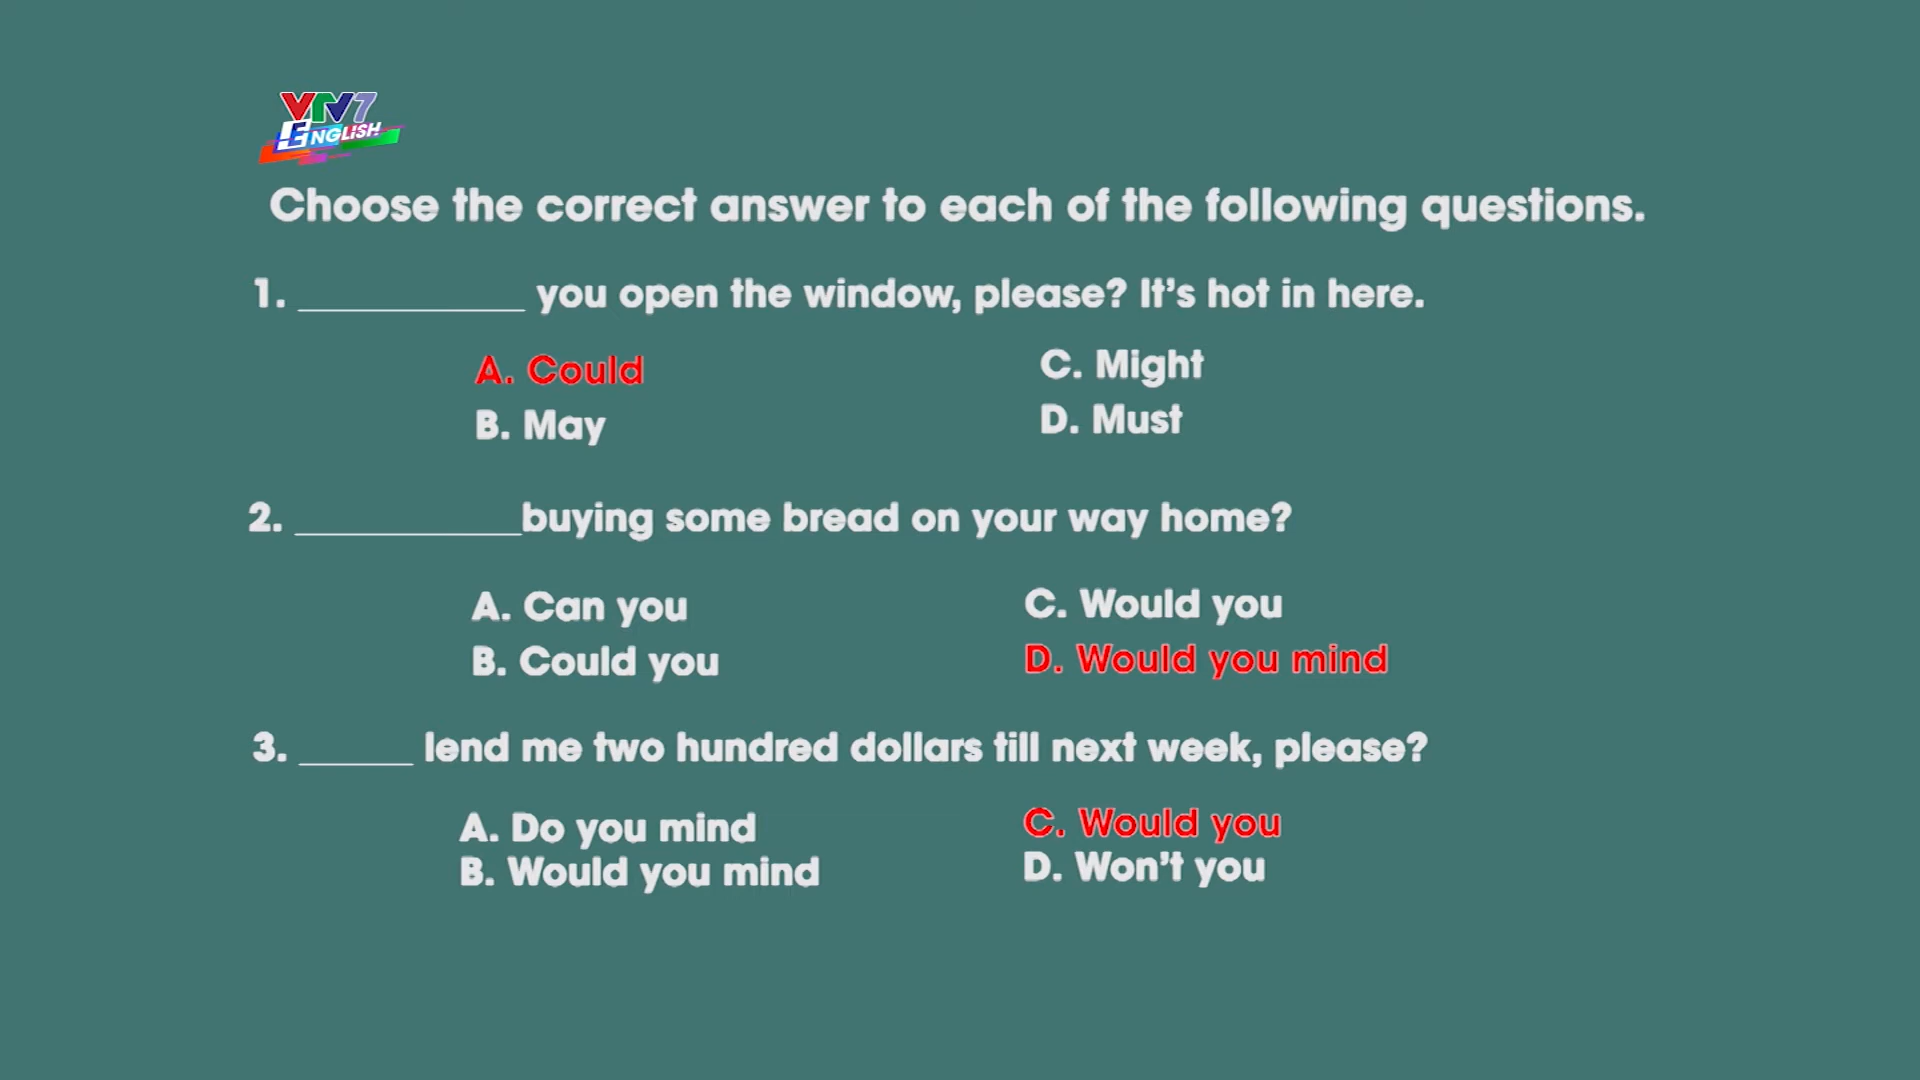 VTV7
ENGLISH
Choose the correct answer to each of the following questions.
1. ____________ you open the window, please? It's hot in here.
A. Could
B. May
C. Might
D. Must
2. ____________buying some bread on your way home?
A. Can you
B. Could you
C. Would you
D. Would you mind
3. ______ lend me two hundred dollars till next week, please?
A. Do you mind
B. Would you mind
C. Would you
D. Won't you